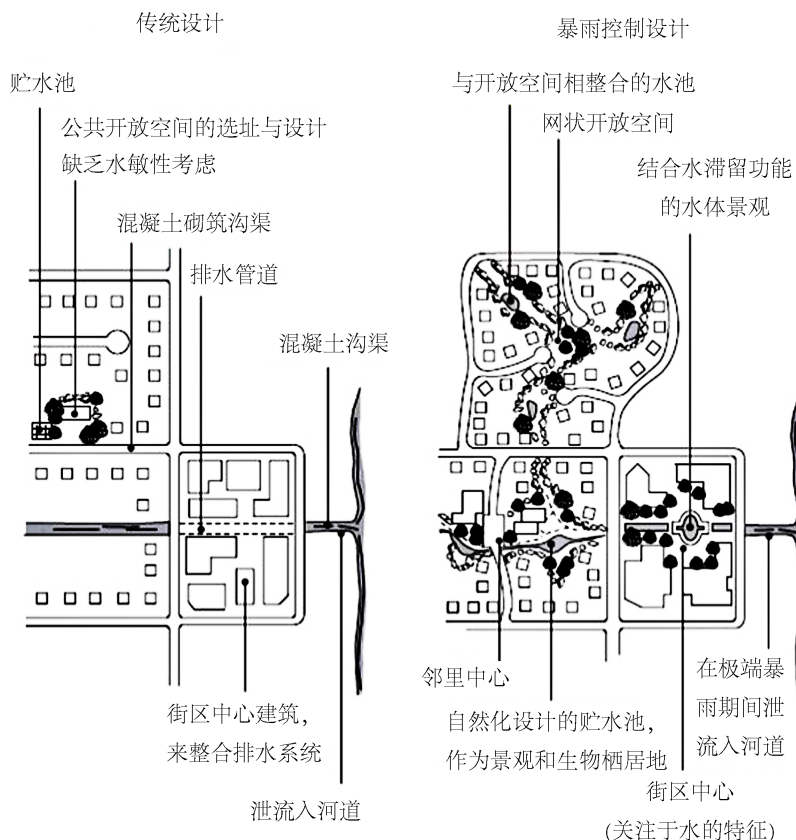 传统设计
贮水池
公共开放空间的选址与设计
缺乏水敏性考虑
混凝土砌筑沟渠
排水管道
混凝土沟渠
街区中心建筑，
来整合排水系统
泄流入河道
暴雨控制设计
与开放空间相整合的水池
网状开放空间
结合水滞留功能
的水体景观
邻里中心
自然化设计的贮水池，
作为景观和生物栖居地
在极端暴
雨期间泄
流入河道
街区中心
(关注于水的特征)